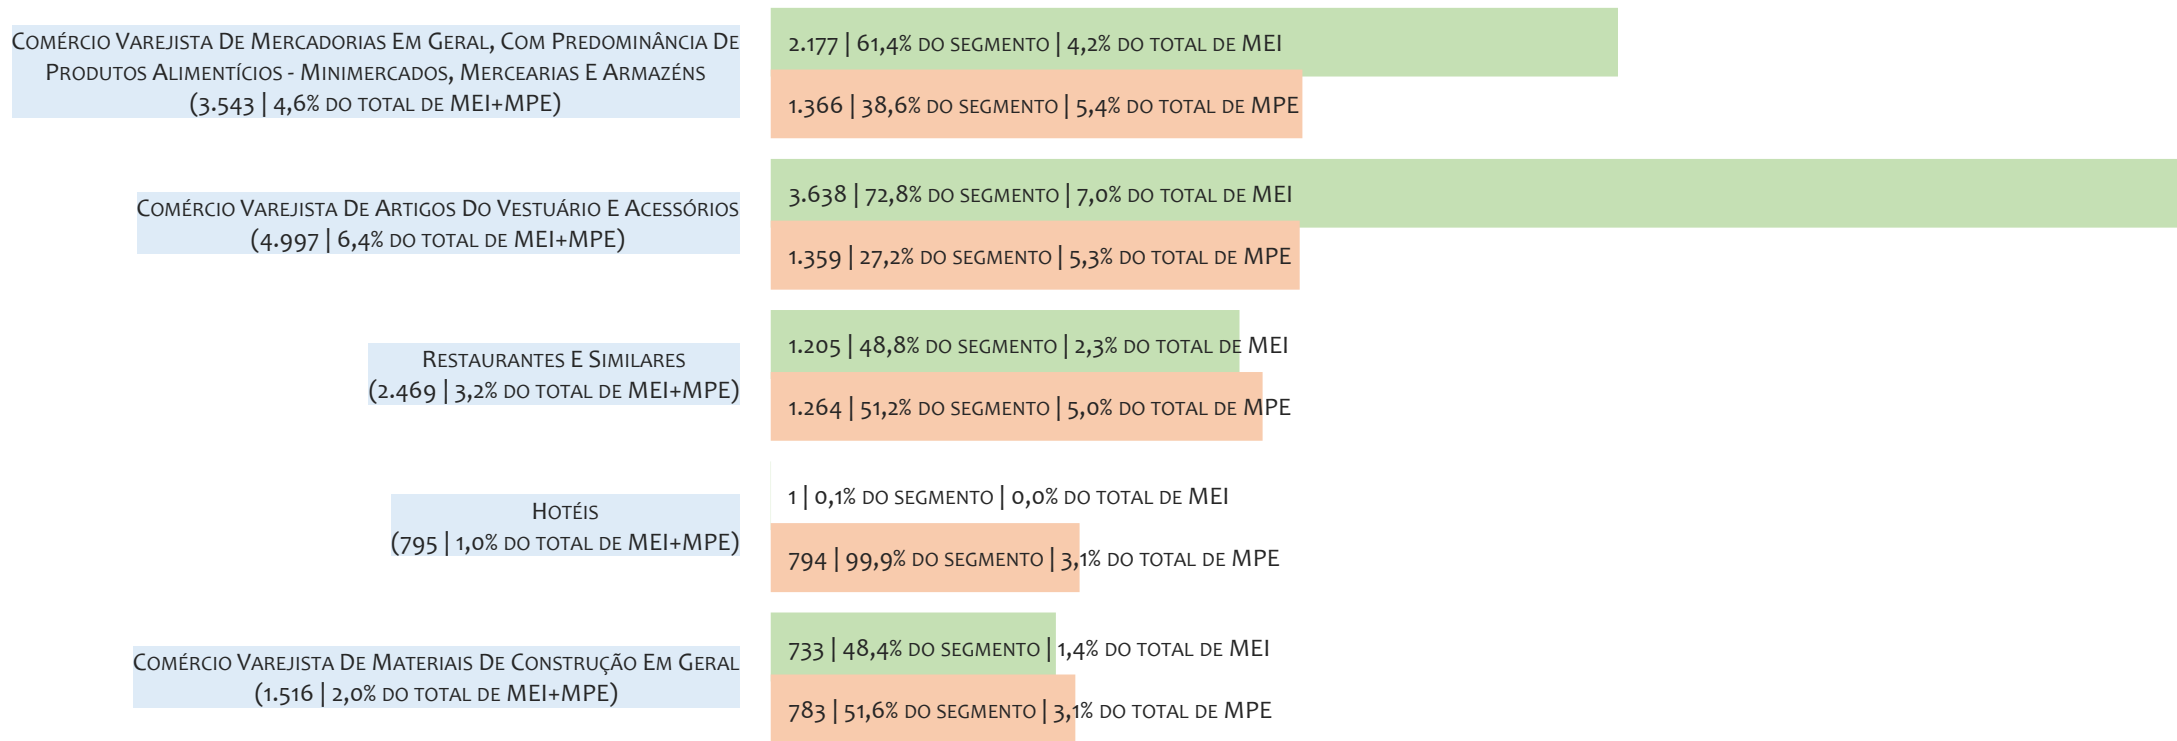 Comércio Varejista De Mercadorias Em Geral, Com Predominância De
Produtos Alimentícios - Minimercados, Mercearias E Armazéns
(3.543 | 4,6% do total de MEI+MPE)
2.177 | 61,4% do segmento | 4,2% do total de MEI
1.366 | 38,6% do segmento | 5,4% do total de MPE
Comércio Varejista De Artigos Do Vestuário E Acessórios
(4.997 | 6,4% do total de MEI+MPE)
3.638 | 72,8% do segmento | 7,0% do total de MEI
1.359 | 27,2% do segmento | 5,3% do total de MPE
Restaurantes E Similares
(2.469 | 3,2% do total de MEI+MPE)
1.205 | 48,8% do segmento | 2,3% do total de MEI
1.264 | 51,2% do segmento | 5,0% do total de MPE
Hotéis
(795 | 1,0% do total de MEI+MPE)
1 | 0,1% do segmento | 0,0% do total de MEI
794 | 99,9% do segmento | 3,1% do total de MPE
Comércio Varejista De Materiais De Construção Em Geral
(1.516 | 2,0% do total de MEI+MPE)
733 | 48,4% do segmento | 1,4% do total de MEI
783 | 51,6% do segmento | 3,1% do total de MPE